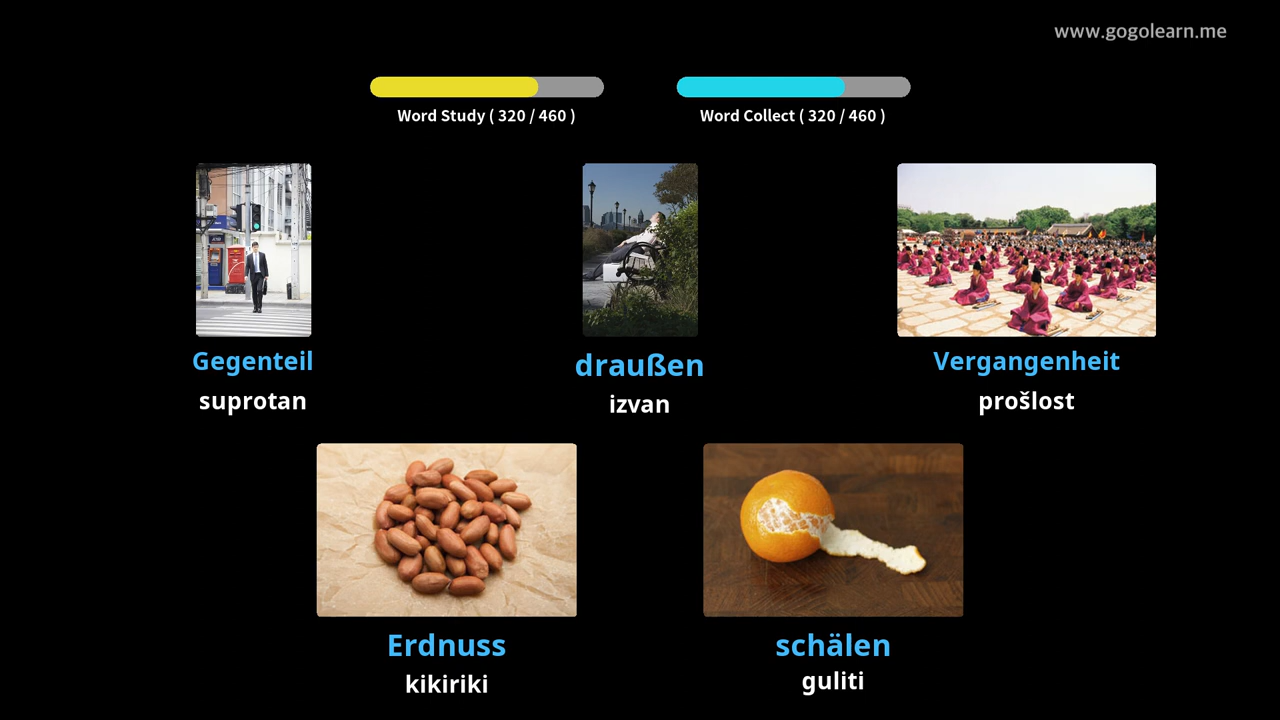 www.gogolearn.me
Word Study ( 320 / 460 )
Word Collect ( 320 / 460 )
Gegenteil
suprotan
draußen
izvan
Vergangenheit
prošlost
Erdnuss
kikiriki
schälen
guliti